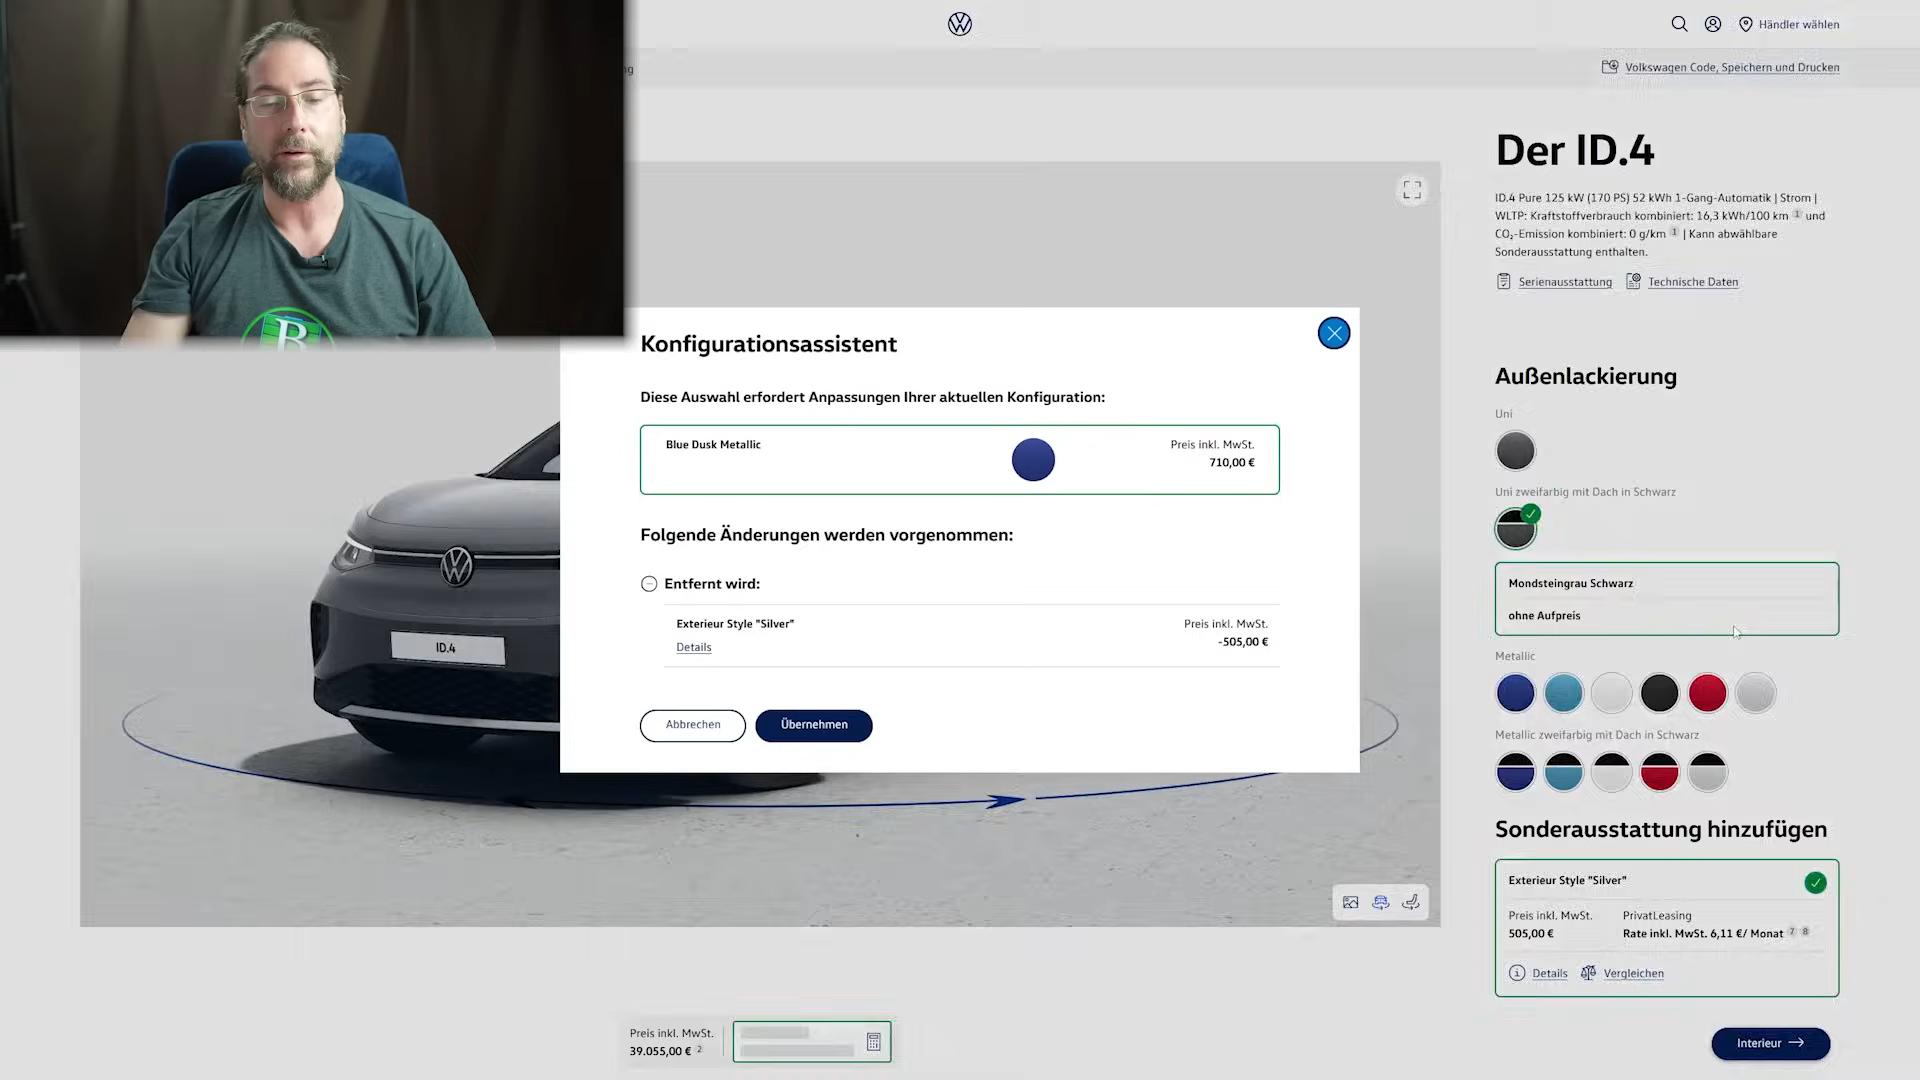 Händler wählen
ng
Volkswagen Code, Speichern und Drucken
Der ID.4
ID.4 Pure 125 kW (170 PS) 52 kWh 1-Gang-Automatik | Strom |
WLTP: Kraftstoffverbrauch kombiniert: 16,3 kWh/100 km 1 und
CO₂-Emission kombiniert: 0 g/km 1 | Kann abwählbare
Sonderausstattung enthalten.
Serienausstattung
Technische Daten
Konfigurationsassistent
Diese Auswahl erfordert Anpassungen Ihrer aktuellen Konfiguration:
Blue Dusk Metallic
Preis inkl. MwSt.
710,00 €
Folgende Änderungen werden vorgenommen:
Entfernt wird:
Exterieur Style "Silver"
Preis inkl. MwSt.
Details
-505,00 €
Abbrechen
Übernehmen
ID.4
B
Außenlackierung
Uni
Uni zweifarbig mit Dach in Schwarz
Mondsteingrau Schwarz
ohne Aufpreis
Metallic
Metallic zweifarbig mit Dach in Schwarz
Sonderausstattung hinzufügen
Exterieur Style "Silver"
Preis inkl. MwSt.
PrivatLeasing
505,00 €
Rate inkl. MwSt. 6,11 €/ Monat 7 8
Details
Vergleichen
Preis inkl. MwSt.
39.055,00 € 2
Interieur